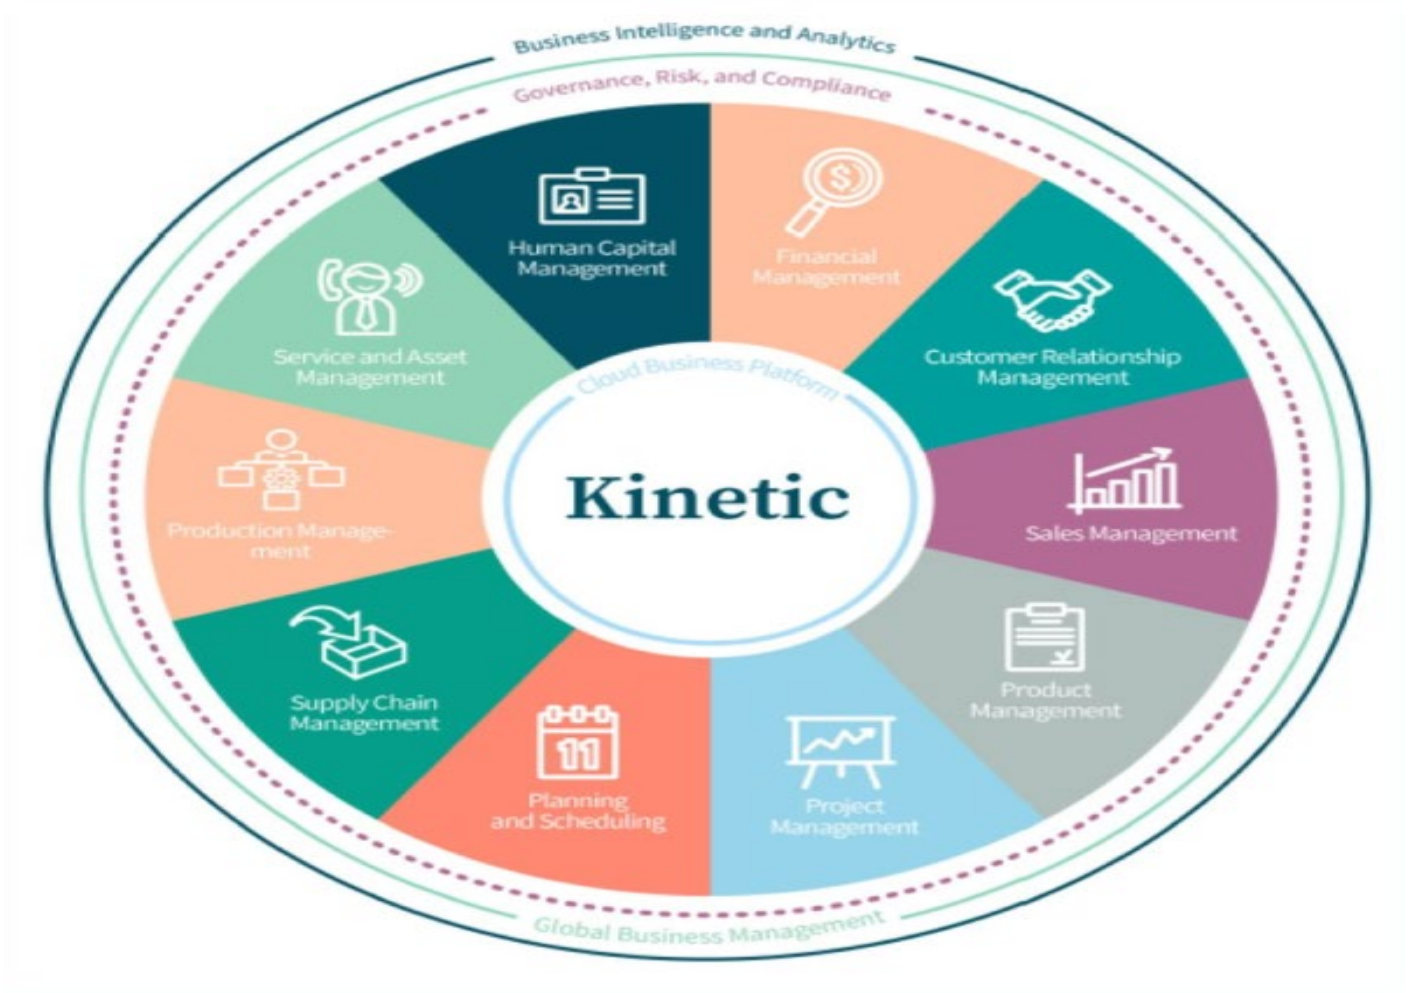 Business Intelligence and Analytics
Governance, Risk, and Compliance
Human Capital
Management
Financial
Management
Customer Relationship
Management
Sales Management
Product
Management
Project
Management
Planning
and Scheduling
11
Supply Chain
Management
Production Manage-
ment
Service and Asset
Management
Cloud Business Platform
Kinetic
Global Business Management